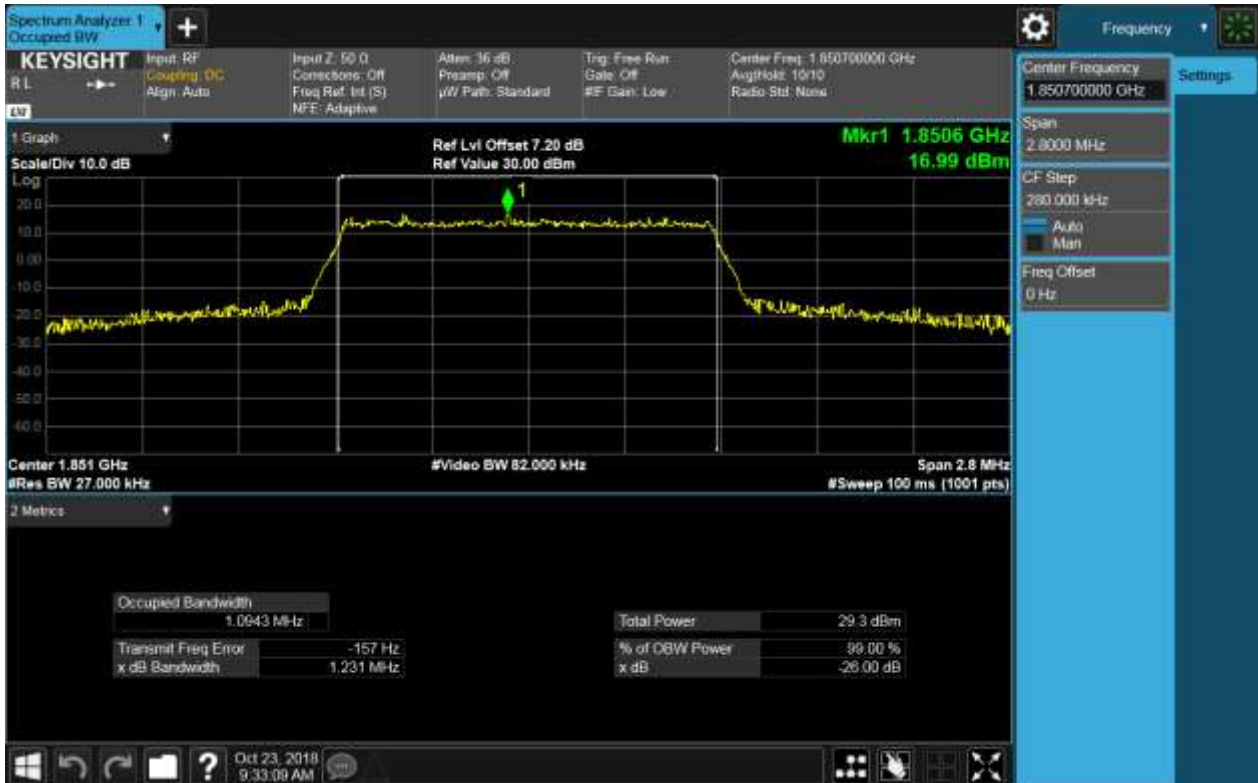 Spectrum Analyzer 1
Occupied BW
+
Frequency
KEYSIGHT
R L
Input: RF
Coupling: DC
Align: Auto
Input Z: 50 Ω
Corrections: Off
Freq Ref: Int (S)
NFE: Adaptive
Atten: 36 dB
Preamp: Off
µW Path: Standard
Trig: Free Run
Gate: Off
#IF Gain: Low
Center Freq: 1.850700000 GHz
Avg|Hold: 10/10
Radio Std: None
Center Frequency
1.850700000 GHz
Settings
Span
2.8000 MHz
CF Step
280.000 kHz
Auto
Man
Freq Offset
0 Hz
1 Graph
Scale/Div 10.0 dB
Log
Ref Lvl Offset 7.20 dB
Ref Value 30.00 dBm
Mkr1 1.8506 GHz
16.99 dBm
1
20.0
10.0
0.00
-10.0
-20.0
-30.0
-40.0
-50.0
-60.0
Center 1.851 GHz
#Video BW 82.000 kHz
Span 2.8 MHz
#Res BW 27.000 kHz
#Sweep 100 ms (1001 pts)
2 Metrics
Occupied Bandwidth
1.0943 MHz
Transmit Freq Error -157 Hz
x dB Bandwidth 1.231 MHz
Total Power 29.3 dBm
% of OBW Power 99.00 %
x dB -26.00 dB
?
Oct 23, 2018
9:33:09 AM